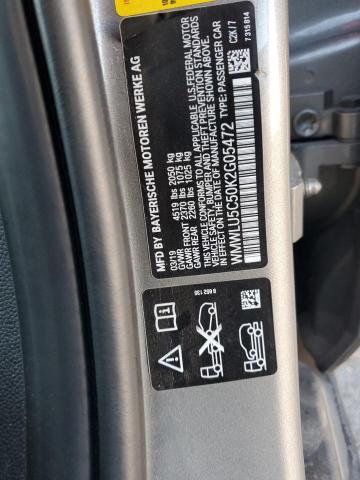 MFD BY BAYERISCHE MOTOREN WERKE AG
03/19
GVWR 4519 lbs 2050 kg
GAWR FRONT 2370 lbs 1075 kg
GAWR REAR 2260 lbs 1025 kg
THIS VEHICLE CONFORMS TO ALL APPLICABLE U.S.FEDERAL MOTOR
VEHICLE SAFETY, BUMPER AND THEFT PREVENTION STANDARDS
IN EFFECT ON THE DATE OF MANUFACTURE SHOWN ABOVE.
WMWLU5C50K2G05472 TYPE: PASSENGER CAR
C2K / 7
7 315 814